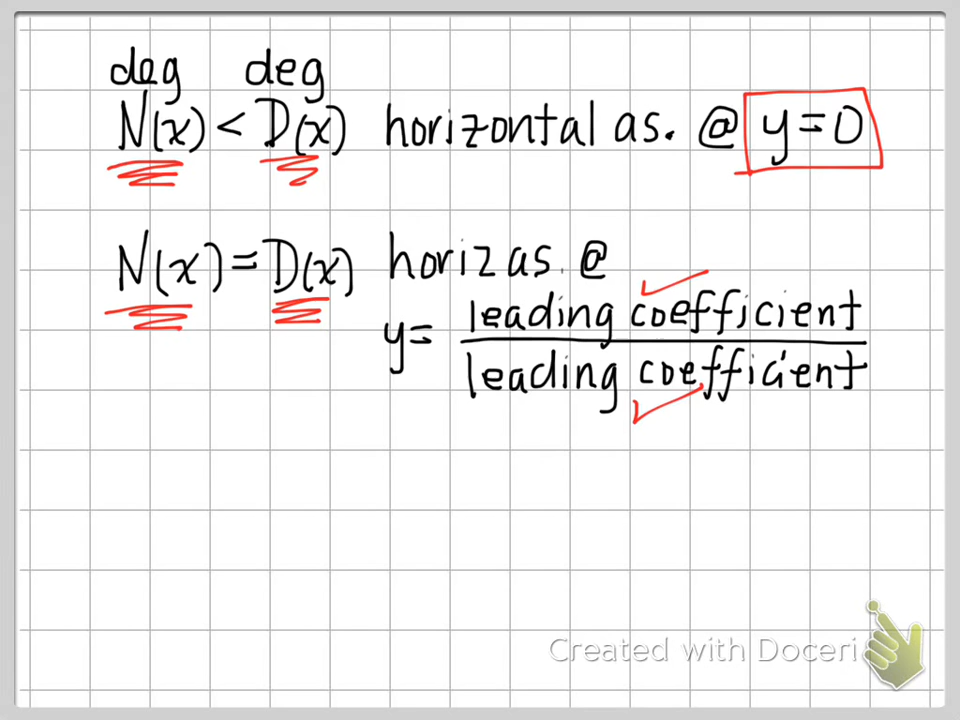 deg deg
N(x) < D(x) horizontal as. @ y=0
N(x) = D(x) horiz as. @
y= leading coefficient
leading coefficient
Created with Doceri